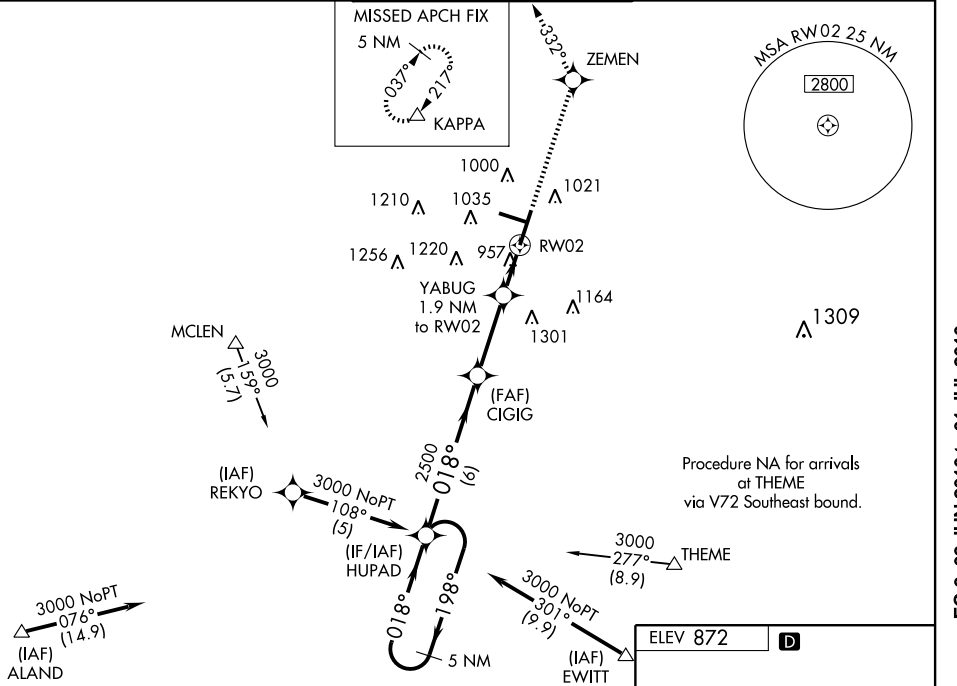 MISSED APCH FIX
5 NM
037°
217°
KAPPA
332°
ZEMEN
MSA RW02 25 NM
2800
1000
1021
1210
1035
RW02
1256
1220
957
YABUG
1.9 NM
to RW02
1164
1301
1309
MCLEN
3000
159°
(5.7)
(FAF)
CIGIG
2500
018°
(6)
Procedure NA for arrivals
at THEME
via V72 Southeast bound.
(IAF)
REKYO
3000 NoPT
108°
(5)
(IF/IAF)
HUPAD
3000
277°
(8.9)
THEME
018°
198°
5 NM
3000 NoPT
076°
(14.9)
(IAF)
ALAND
3000 NoPT
301°
(9.9)
(IAF)
EWITT
ELEV 872
D